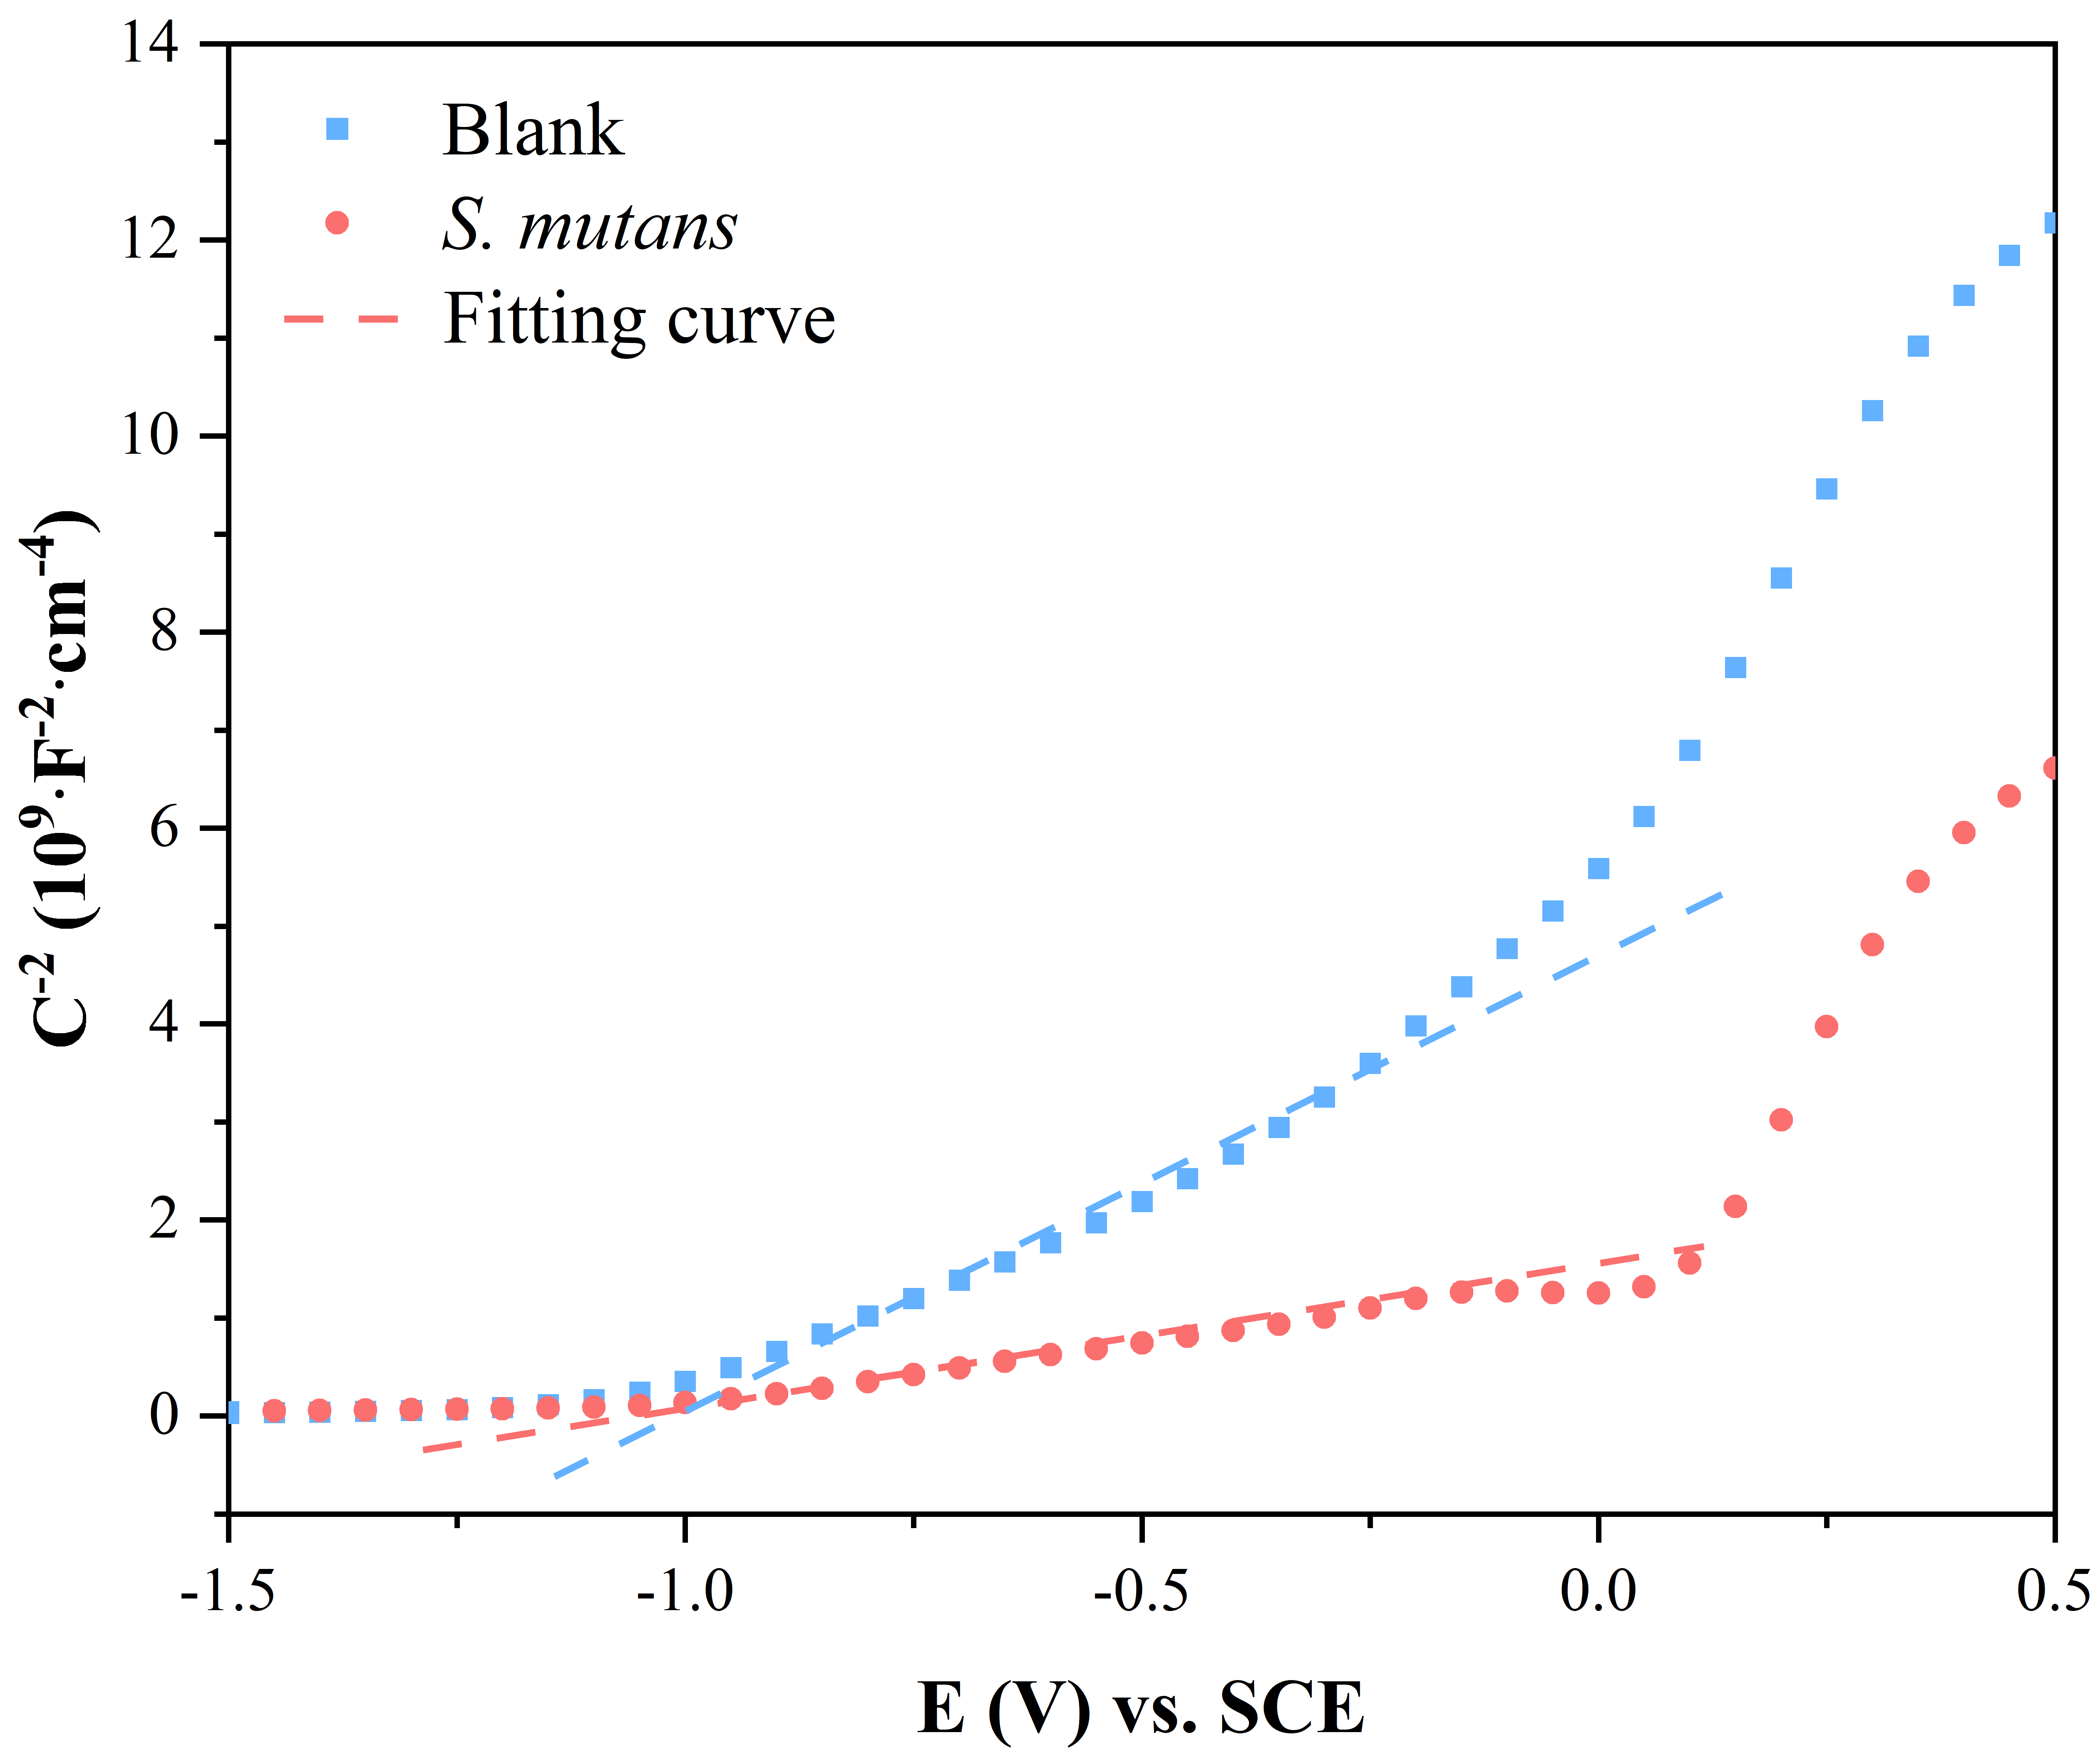 14
12
10
8
6
4
2
0
C-2 (109·F-2·cm-4)
Blank
S. mutans
Fitting curve
-1.5 -1.0 -0.5 0.0 0.5
E (V) vs. SCE